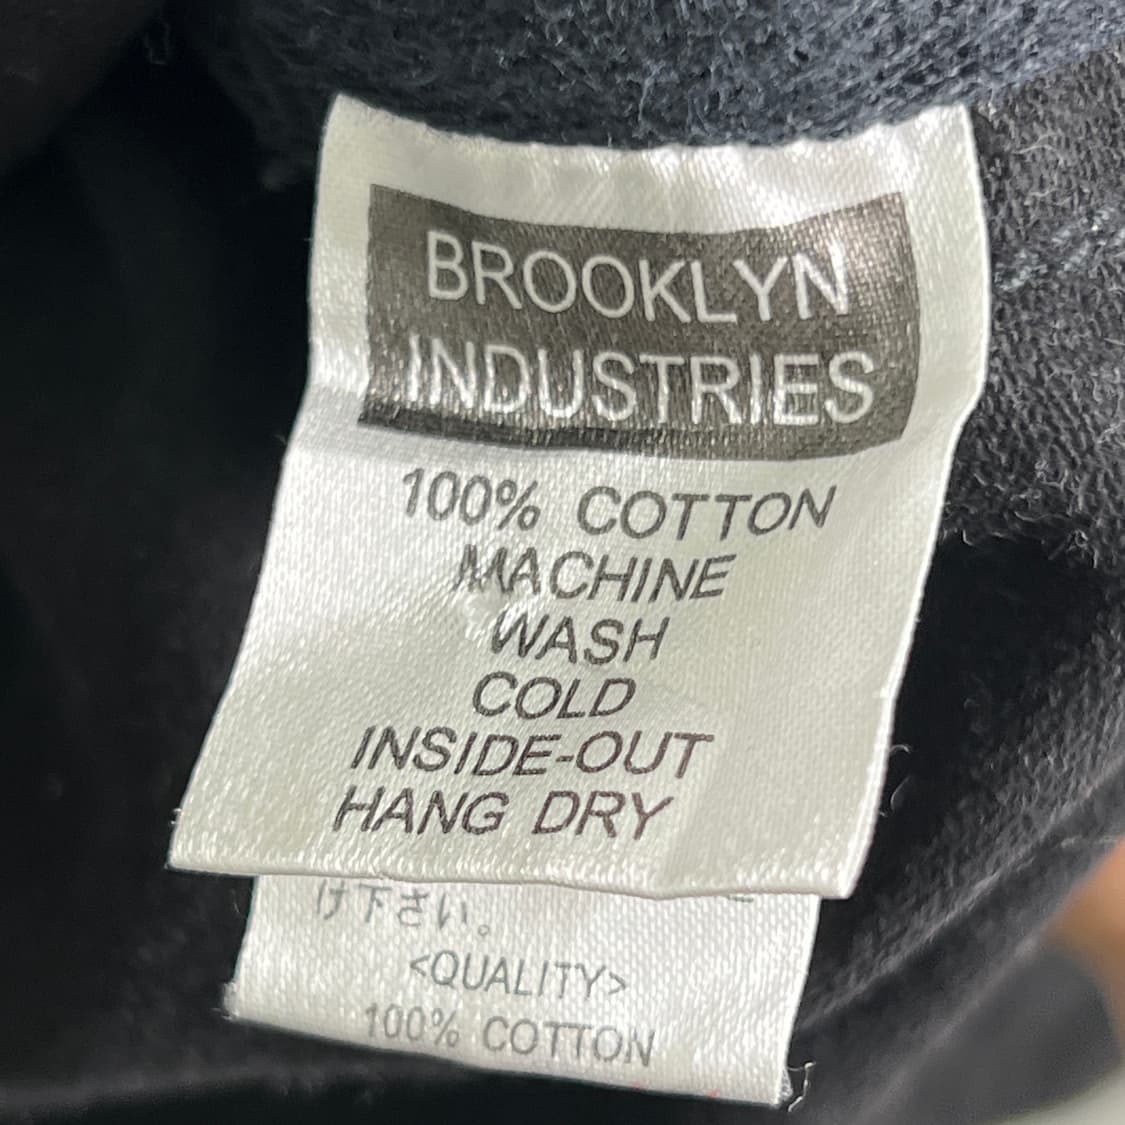 BROOKLYN
INDUSTRIES
100% COTTON
MACHINE
WASH
COLD
INSIDE-OUT
HANG DRY
け下さい。
<QUALITY>
100% COTTON